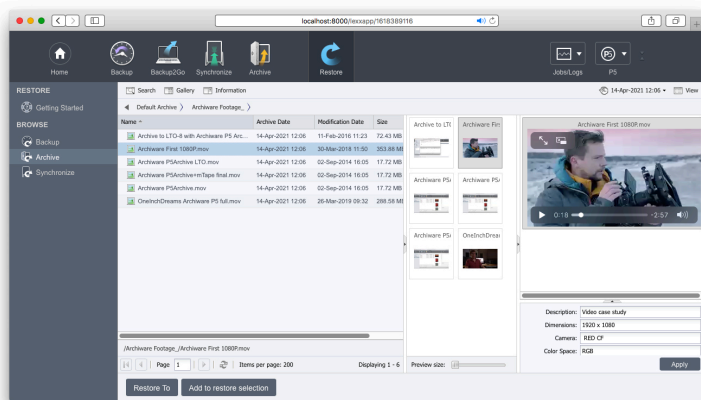 localhost:8000/lexxapp/1618389116
Home
Backup
Backup2Go
Synchronize
Archive
Restore
Jobs/Logs
P5
P5
RESTORE
Getting Started
BROWSE
Backup
Archive
Synchronize
Search
Gallery
Information
14-Apr-2021 12:06
View
Default Archive
Archiware Footage_
Name Archive Date Modification Date Size
Archive to LTO-8 with Archiware P5 Arc... 14-Apr-2021 12:06 11-Feb-2016 11:23 72.43 MB
Archiware First 1080P.mov 14-Apr-2021 12:06 30-Mar-2018 11:50 353.86 MB
Archiware P5Archive LTO.mov 14-Apr-2021 12:06 02-Sep-2014 16:05 17.72 MB
Archiware P5Archive+mTape final.mov 14-Apr-2021 12:06 02-Sep-2014 16:05 17.72 MB
Archiware P5Archive.mov 14-Apr-2021 12:06 02-Sep-2014 16:05 17.72 MB
OneInchDreams Archiware P5 full.mov 14-Apr-2021 12:06 26-Mar-2019 09:32 288.58 MB
/Archiware Footage_/Archiware First 1080P.mov
Page 1 Items per page: 200 Displaying 1 - 6
Archive to LTO
Archiware Firs
Archiware P5A
Archiware P5A
Archiware P5A
OneInchDream
Preview size:
Archiware First 1080P.mov
0:18
-2:57
Description: Video case study
Dimensions: 1920 x 1080
Camera: RED CF
Color Space: RGB
Apply
Restore To
Add to restore selection